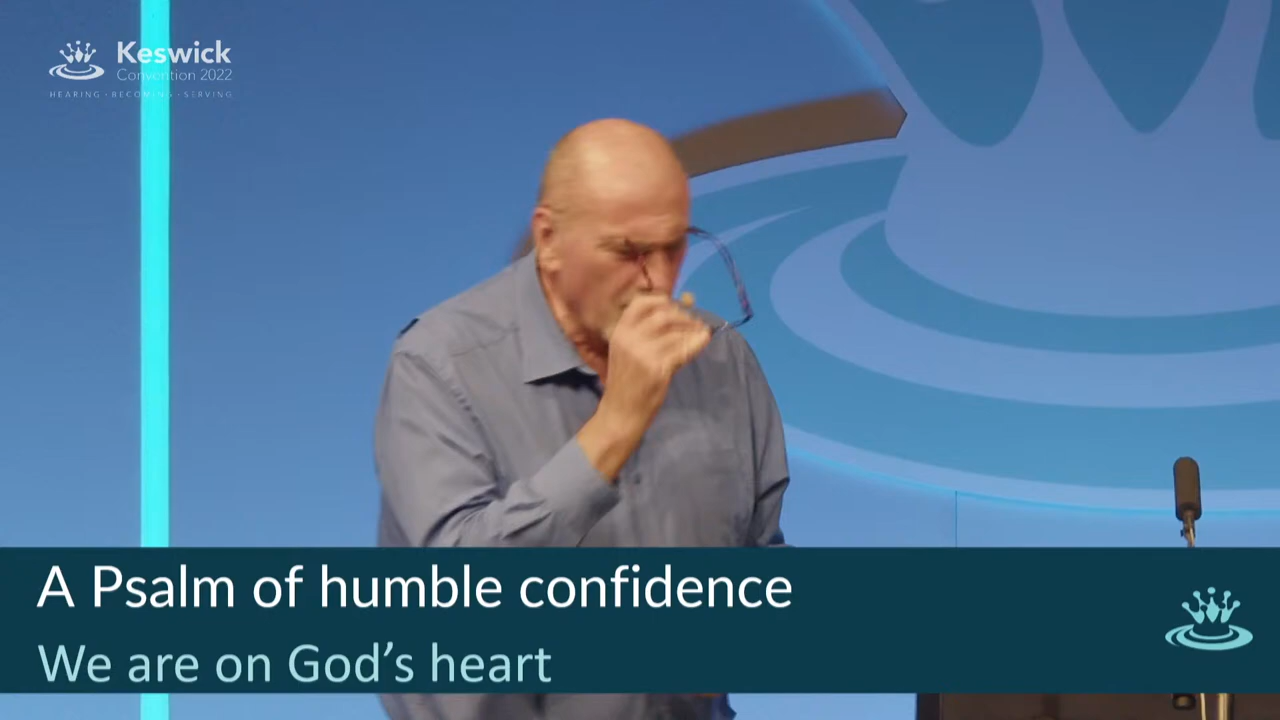 Keswick
Convention 2022
HEARING · BECOMING · SERVING
A Psalm of humble confidence
We are on God's heart